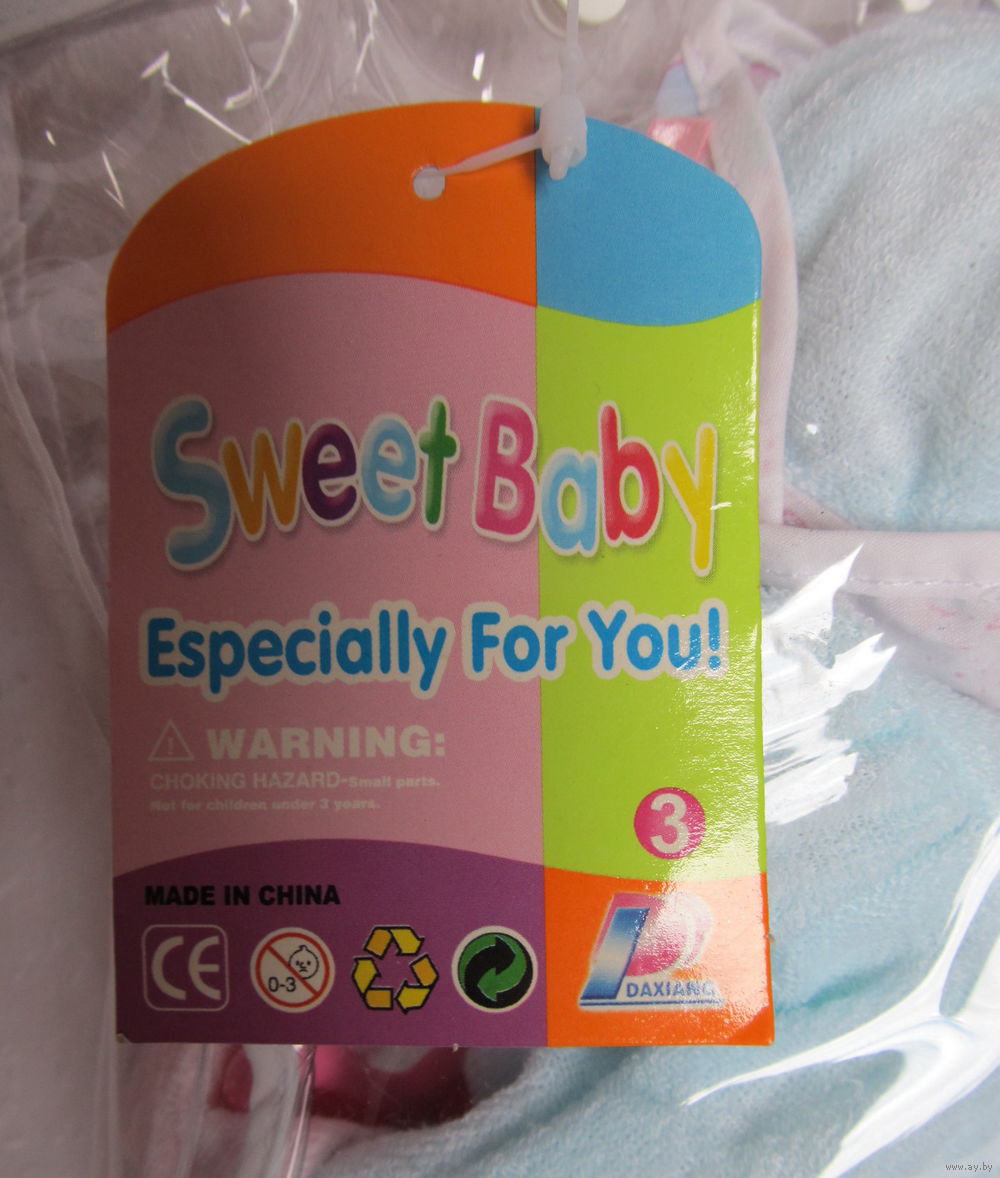 Sweet Baby
Especially For You!
WARNING:
CHOKING HAZARD-Small parts.
Not for children under 3 years.
3
MADE IN CHINA
CE
0-3
DAXIANG
www.ay.by